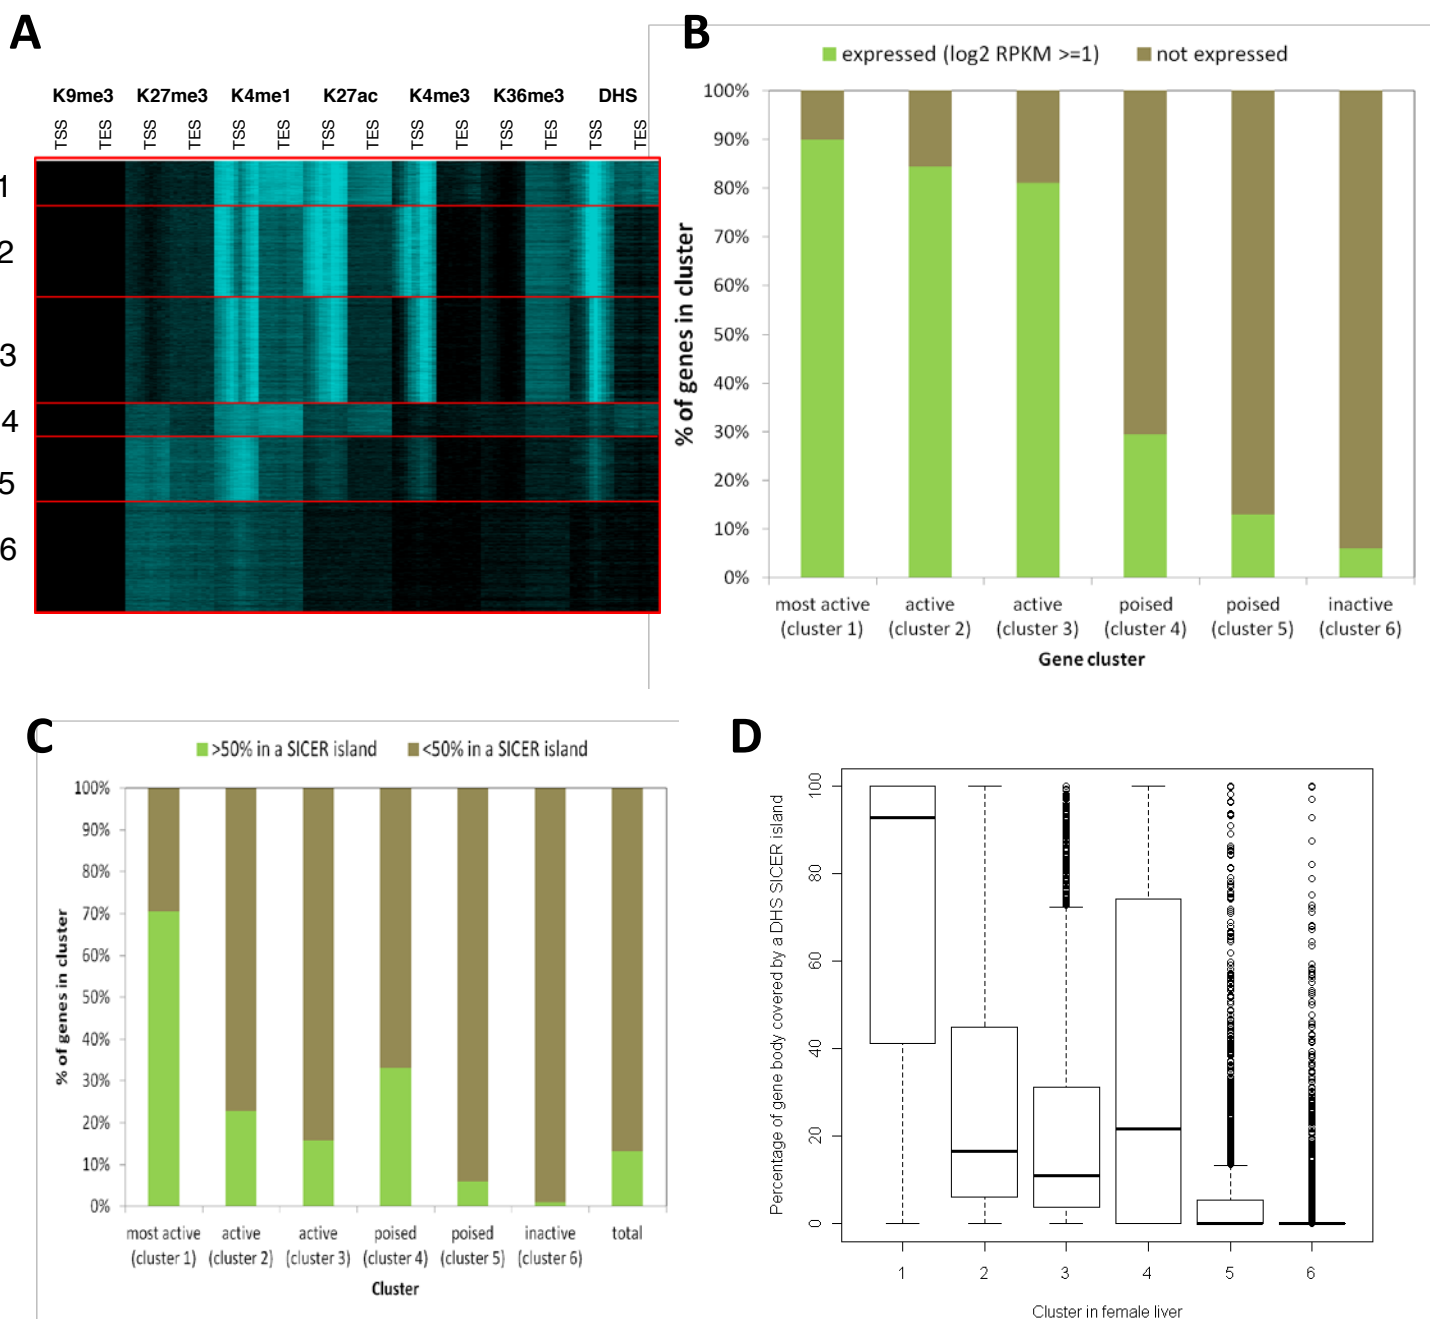 A
K9me3 K27me3 K4me1 K27ac K4me3 K36me3 DHS
TSS TES TSS TES TSS TES TSS TES TSS TES TSS TES TSS TES
1
2
3
4
5
6
B
expressed (log2 RPKM >=1) not expressed
% of genes in cluster
100%
90%
80%
70%
60%
50%
40%
30%
20%
10%
0%
most active active active poised poised inactive
(cluster 1) (cluster 2) (cluster 3) (cluster 4) (cluster 5) (cluster 6)
Gene cluster
C
>50% in a SICER island <50% in a SICER island
% of genes in cluster
100%
90%
80%
70%
60%
50%
40%
30%
20%
10%
0%
most active active active poised poised inactive total
(cluster 1) (cluster 2) (cluster 3) (cluster 4) (cluster 5) (cluster 6)
Cluster
D
Percentage of gene body covered by a DHS SICER island
100
80
60
40
20
0
1 2 3 4 5 6
Cluster in female liver